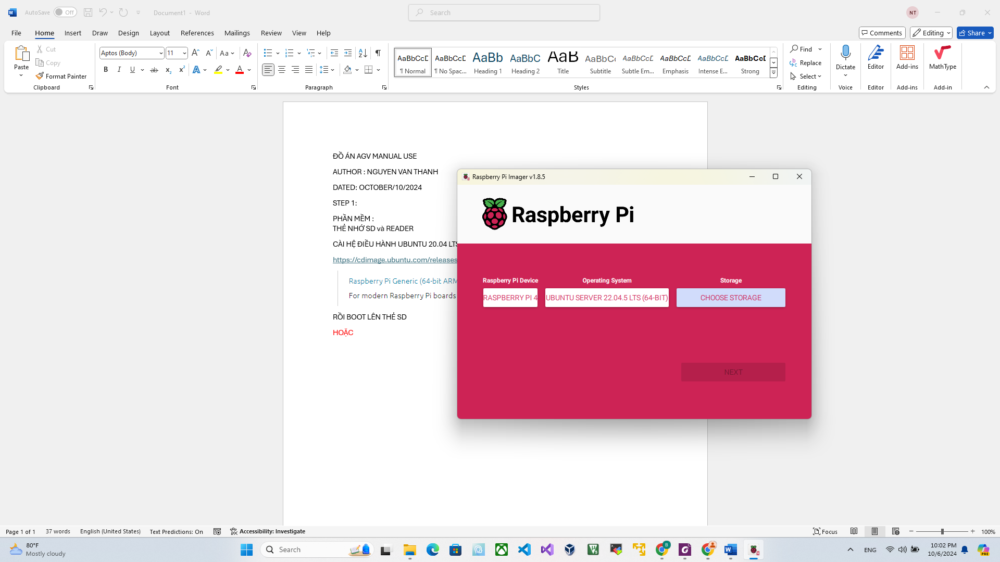 AutoSave Off Document1 - Word Search NT
File Home Insert Draw Design Layout References Mailings Review View Help Comments Editing Share
Paste Cut Copy Format Painter Clipboard
Aptos (Body) 11 Aa Font
Paragraph
AaBbCcD ¶ Normal
AaBbCcD ¶ No Spac...
AaBb Heading 1
AaBbC Heading 2
AaB Title
AaBbCc Subtitle
AaBbCcD Subtle Em...
AaBbCcD Emphasis
AaBbCcD Intense E...
AaBbCcD Strong
Styles
Find Replace Select Editing
Dictate Voice
Editor Editor
Add-ins Add-ins
MathType Add-in
ĐỒ ÁN AGV MANUAL USE
AUTHOR : NGUYEN VAN THANH
DATED: OCTOBER/10/2024
STEP 1:
PHẦN MỀM :
THẺ NHỚ SD và READER
CÀI HỆ ĐIỀU HÀNH UBUNTU 20.04 LTS
https://cdimage.ubuntu.com/releases
Raspberry Pi Generic (64-bit ARM
For modern Raspberry Pi boards
RỒI BOOT LÊN THẺ SD
HOẶC
Raspberry Pi Imager v1.8.5
Raspberry Pi
Raspberry Pi Device Operating System Storage
RASPBERRY PI 4 UBUNTU SERVER 22.04.5 LTS (64-BIT) CHOOSE STORAGE
NEXT
Page 1 of 1 37 words English (United States) Text Predictions: On Accessibility: Investigate Focus 100%
80°F
Mostly cloudy
Search
ENG
10:02 PM
10/6/2024